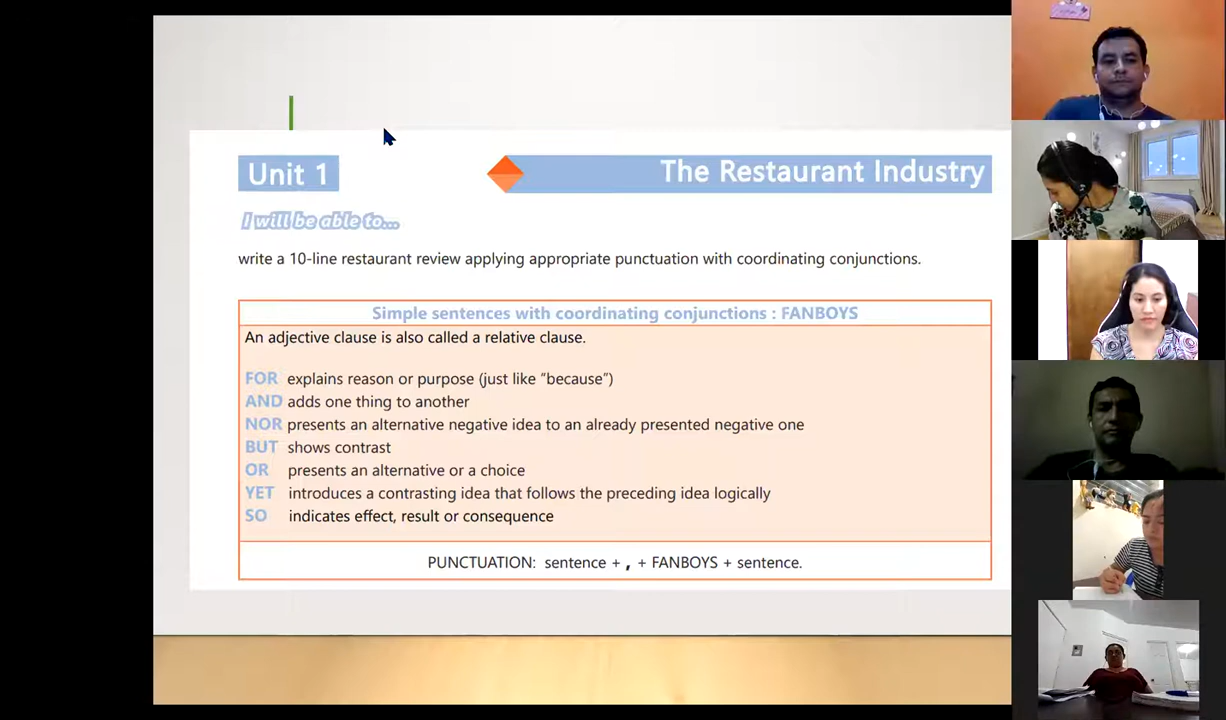 Unit 1
The Restaurant Industry
I will be able to...
write a 10-line restaurant review applying appropriate punctuation with coordinating conjunctions.
Simple sentences with coordinating conjunctions : FANBOYS
An adjective clause is also called a relative clause.
FOR explains reason or purpose (just like “because”)
AND adds one thing to another
NOR presents an alternative negative idea to an already presented negative one
BUT shows contrast
OR presents an alternative or a choice
YET introduces a contrasting idea that follows the preceding idea logically
SO indicates effect, result or consequence
PUNCTUATION: sentence + , + FANBOYS + sentence.